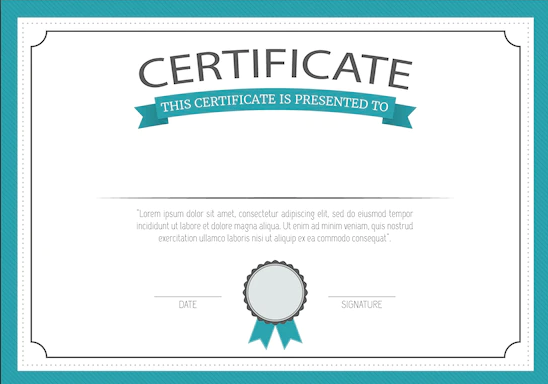 CERTIFICATE
THIS CERTIFICATE IS PRESENTED TO
"Lorem ipsum dolor sit amet, consectetur adipiscing elit, sed do eiusmod tempor
incididunt ut labore et dolore magna aliqua. Ut enim ad minim veniam, quis nostrud
exercitation ullamco laboris nisi ut aliquip ex ea commodo consequat".
DATE
SIGNATURE